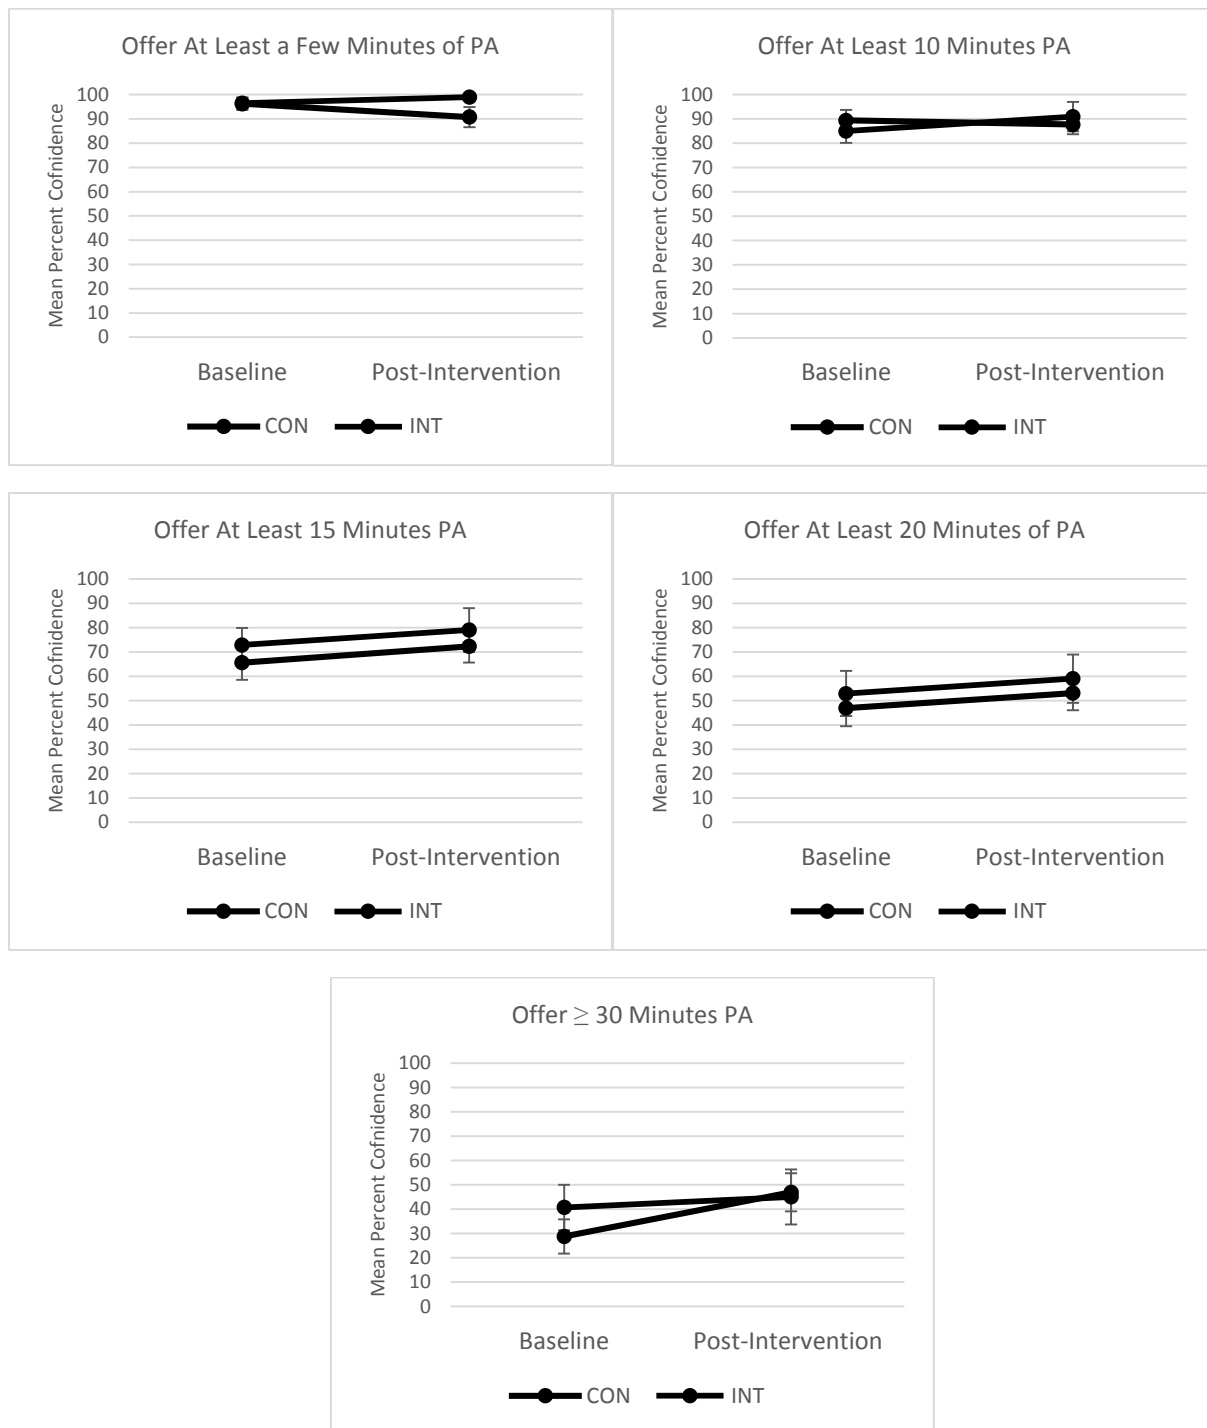 Offer At Least a Few Minutes of PA
Mean Percent Cofnidence
100
90
80
70
60
50
40
30
20
10
0
Baseline Post-Intervention
CON INT
Offer At Least 10 Minutes PA
Mean Percent Cofnidence
100
90
80
70
60
50
40
30
20
10
0
Baseline Post-Intervention
CON INT
Offer At Least 15 Minutes PA
Mean Percent Cofnidence
100
90
80
70
60
50
40
30
20
10
0
Baseline Post-Intervention
CON INT
Offer At Least 20 Minutes of PA
Mean Percent Cofnidence
100
90
80
70
60
50
40
30
20
10
0
Baseline Post-Intervention
CON INT
Offer ≥ 30 Minutes PA
Mean Percent Cofnidence
100
90
80
70
60
50
40
30
20
10
0
Baseline Post-Intervention
CON INT